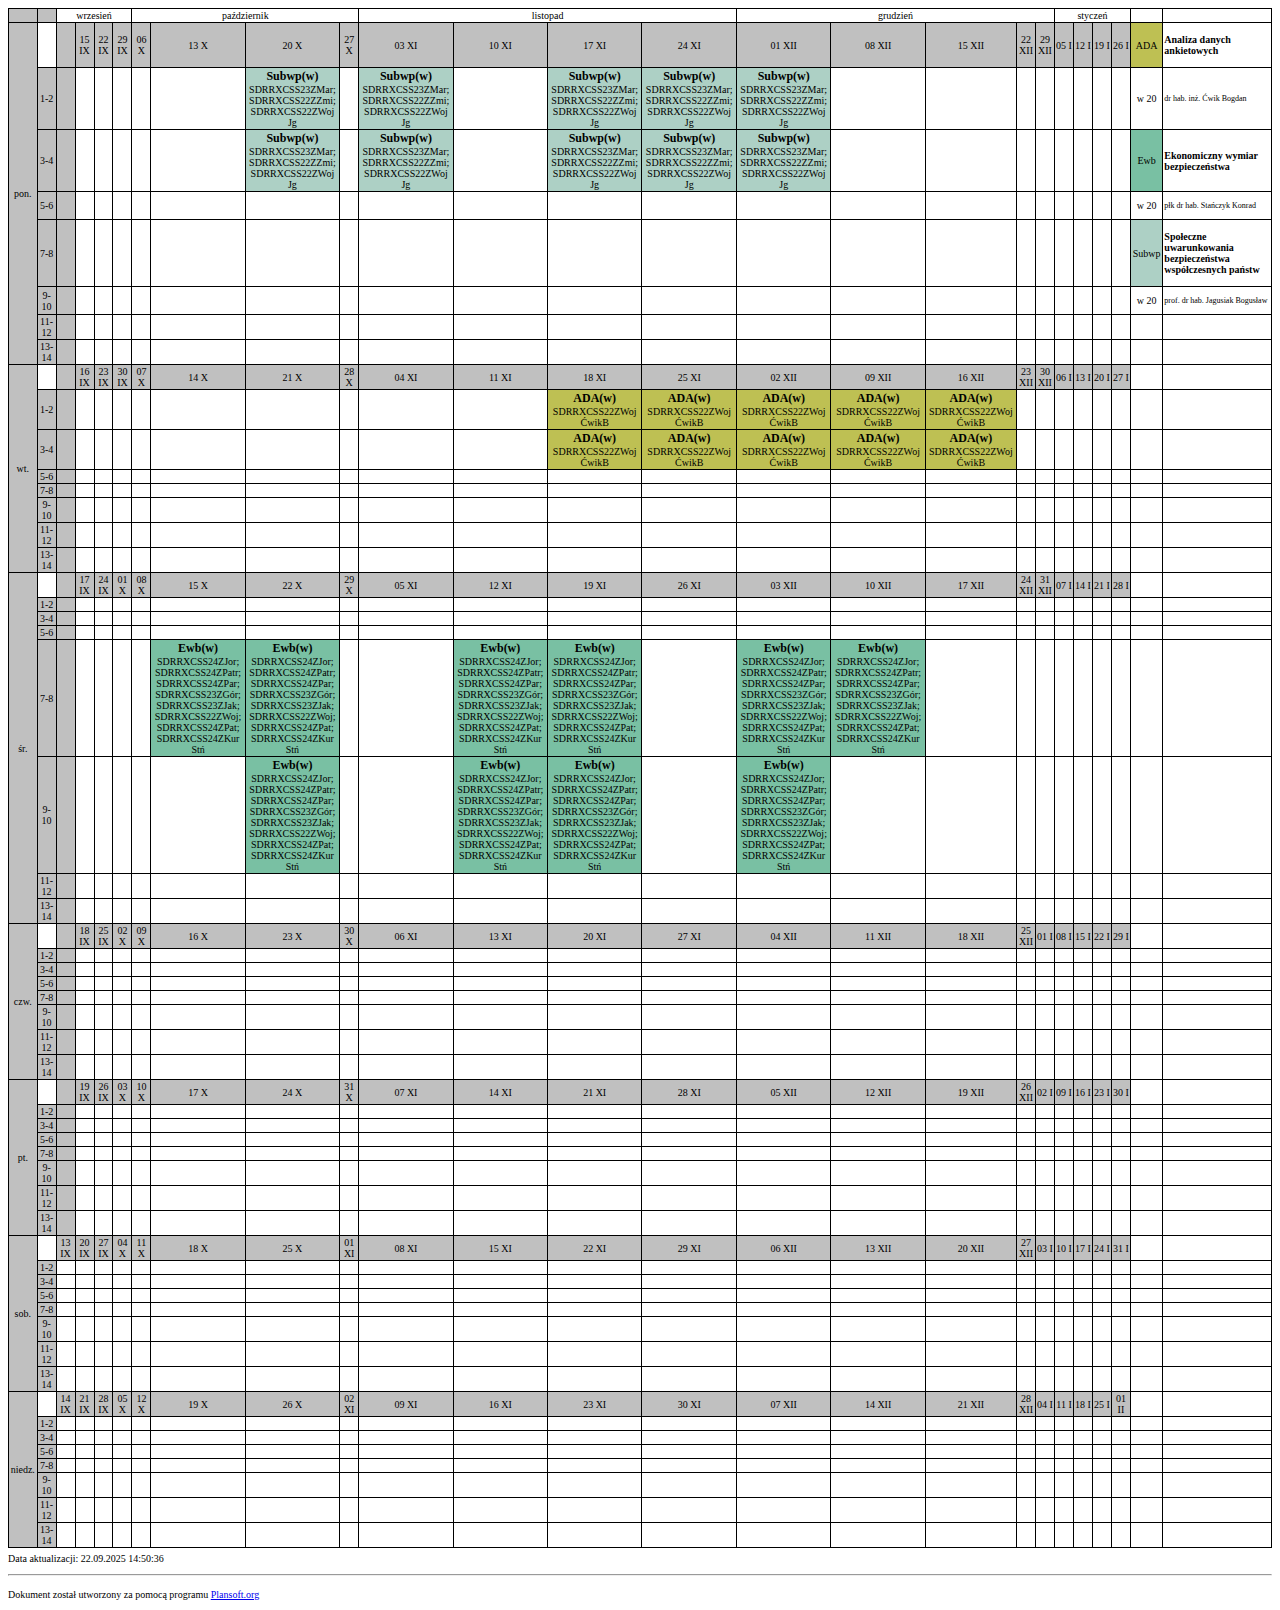 wrzesień październik listopad grudzień styczeń
pon. 15 IX 22 IX 29 IX 06 X 13 X 20 X 27 X 03 XI 10 XI 17 XI 24 XI 01 XII 08 XII 15 XII 22 XII 29 XII 05 I 12 I 19 I 26 I ADA Analiza danych ankietowych
1-2 Subwp(w) Subwp(w) Subwp(w) Subwp(w) Subwp(w) w 20 dr hab. inż. Ćwik Bogdan
SDRRXCSS23ZMar; SDRRXCSS23ZMar; SDRRXCSS23ZMar; SDRRXCSS23ZMar; SDRRXCSS23ZMar;
SDRRXCSS22ZZmi; SDRRXCSS22ZZmi; SDRRXCSS22ZZmi; SDRRXCSS22ZZmi; SDRRXCSS22ZZmi;
SDRRXCSS22ZWoj SDRRXCSS22ZWoj SDRRXCSS22ZWoj SDRRXCSS22ZWoj SDRRXCSS22ZWoj
Jg Jg Jg Jg Jg
3-4 Subwp(w) Subwp(w) Subwp(w) Subwp(w) Subwp(w) Ewb Ekonomiczny wymiar bezpieczeństwa
SDRRXCSS23ZMar; SDRRXCSS23ZMar; SDRRXCSS23ZMar; SDRRXCSS23ZMar; SDRRXCSS23ZMar;
SDRRXCSS22ZZmi; SDRRXCSS22ZZmi; SDRRXCSS22ZZmi; SDRRXCSS22ZZmi; SDRRXCSS22ZZmi;
SDRRXCSS22ZWoj SDRRXCSS22ZWoj SDRRXCSS22ZWoj SDRRXCSS22ZWoj SDRRXCSS22ZWoj
Jg Jg Jg Jg Jg
5-6 w 20 płk dr hab. Stańczyk Konrad
7-8 Subwp Społeczne uwarunkowania bezpieczeństwa współczesnych państw
9-10 w 20 prof. dr hab. Jagusiak Bogusław
11-12
13-14
wt. 16 IX 23 IX 30 IX 07 X 14 X 21 X 28 X 04 XI 11 XI 18 XI 25 XI 02 XII 09 XII 16 XII 23 XII 30 XII 06 I 13 I 20 I 27 I
1-2 ADA(w) ADA(w) ADA(w) ADA(w) ADA(w)
SDRRXCSS22ZWoj SDRRXCSS22ZWoj SDRRXCSS22ZWoj SDRRXCSS22ZWoj SDRRXCSS22ZWoj
ĆwikB ĆwikB ĆwikB ĆwikB ĆwikB
3-4 ADA(w) ADA(w) ADA(w) ADA(w) ADA(w)
SDRRXCSS22ZWoj SDRRXCSS22ZWoj SDRRXCSS22ZWoj SDRRXCSS22ZWoj SDRRXCSS22ZWoj
ĆwikB ĆwikB ĆwikB ĆwikB ĆwikB
5-6
7-8
9-10
11-12
13-14
śr. 17 IX 24 IX 01 X 08 X 15 X 22 X 29 X 05 XI 12 XI 19 XI 26 XI 03 XII 10 XII 17 XII 24 XII 31 XII 07 I 14 I 21 I 28 I
1-2
3-4
5-6
7-8 Ewb(w) Ewb(w) Ewb(w) Ewb(w) Ewb(w) Ewb(w)
SDRRXCSS24ZJor; SDRRXCSS24ZJor; SDRRXCSS24ZJor; SDRRXCSS24ZJor; SDRRXCSS24ZJor; SDRRXCSS24ZJor;
SDRRXCSS24ZPatr; SDRRXCSS24ZPatr; SDRRXCSS24ZPatr; SDRRXCSS24ZPatr; SDRRXCSS24ZPatr; SDRRXCSS24ZPatr;
SDRRXCSS24ZPar; SDRRXCSS24ZPar; SDRRXCSS24ZPar; SDRRXCSS24ZPar; SDRRXCSS24ZPar; SDRRXCSS24ZPar;
SDRRXCSS23ZGór; SDRRXCSS23ZGór; SDRRXCSS23ZGór; SDRRXCSS23ZGór; SDRRXCSS23ZGór; SDRRXCSS23ZGór;
SDRRXCSS23ZJak; SDRRXCSS23ZJak; SDRRXCSS23ZJak; SDRRXCSS23ZJak; SDRRXCSS23ZJak; SDRRXCSS23ZJak;
SDRRXCSS22ZWoj; SDRRXCSS22ZWoj; SDRRXCSS22ZWoj; SDRRXCSS22ZWoj; SDRRXCSS22ZWoj; SDRRXCSS22ZWoj;
SDRRXCSS24ZPat; SDRRXCSS24ZPat; SDRRXCSS24ZPat; SDRRXCSS24ZPat; SDRRXCSS24ZPat; SDRRXCSS24ZPat;
SDRRXCSS24ZKur SDRRXCSS24ZKur SDRRXCSS24ZKur SDRRXCSS24ZKur SDRRXCSS24ZKur SDRRXCSS24ZKur
Stń Stń Stń Stń Stń Stń
9-10 Ewb(w) Ewb(w) Ewb(w) Ewb(w)
SDRRXCSS24ZJor; SDRRXCSS24ZJor; SDRRXCSS24ZJor; SDRRXCSS24ZJor;
SDRRXCSS24ZPatr; SDRRXCSS24ZPatr; SDRRXCSS24ZPatr; SDRRXCSS24ZPatr;
SDRRXCSS24ZPar; SDRRXCSS24ZPar; SDRRXCSS24ZPar; SDRRXCSS24ZPar;
SDRRXCSS23ZGór; SDRRXCSS23ZGór; SDRRXCSS23ZGór; SDRRXCSS23ZGór;
SDRRXCSS23ZJak; SDRRXCSS23ZJak; SDRRXCSS23ZJak; SDRRXCSS23ZJak;
SDRRXCSS22ZWoj; SDRRXCSS22ZWoj; SDRRXCSS22ZWoj; SDRRXCSS22ZWoj;
SDRRXCSS24ZPat; SDRRXCSS24ZPat; SDRRXCSS24ZPat; SDRRXCSS24ZPat;
SDRRXCSS24ZKur SDRRXCSS24ZKur SDRRXCSS24ZKur SDRRXCSS24ZKur
Stń Stń Stń Stń
11-12
13-14
czw. 18 IX 25 IX 02 X 09 X 16 X 23 X 30 X 06 XI 13 XI 20 XI 27 XI 04 XII 11 XII 18 XII 25 XII 01 I 08 I 15 I 22 I 29 I
1-2
3-4
5-6
7-8
9-10
11-12
13-14
pt. 19 IX 26 IX 03 X 10 X 17 X 24 X 31 X 07 XI 14 XI 21 XI 28 XI 05 XII 12 XII 19 XII 26 XII 02 I 09 I 16 I 23 I 30 I
1-2
3-4
5-6
7-8
9-10
11-12
13-14
sob. 13 IX 20 IX 27 IX 04 X 11 X 18 X 25 X 01 XI 08 XI 15 XI 22 XI 29 XI 06 XII 13 XII 20 XII 27 XII 03 I 10 I 17 I 24 I 31 I
1-2
3-4
5-6
7-8
9-10
11-12
13-14
niedz. 14 IX 21 IX 28 IX 05 X 12 X 19 X 26 X 02 XI 09 XI 16 XI 23 XI 30 XI 07 XII 14 XII 21 XII 28 XII 04 I 11 I 18 I 25 I 01 II
1-2
3-4
5-6
7-8
9-10
11-12
13-14
Data aktualizacji: 22.09.2025 14:50:36
Dokument został utworzony za pomocą programu Plansoft.org